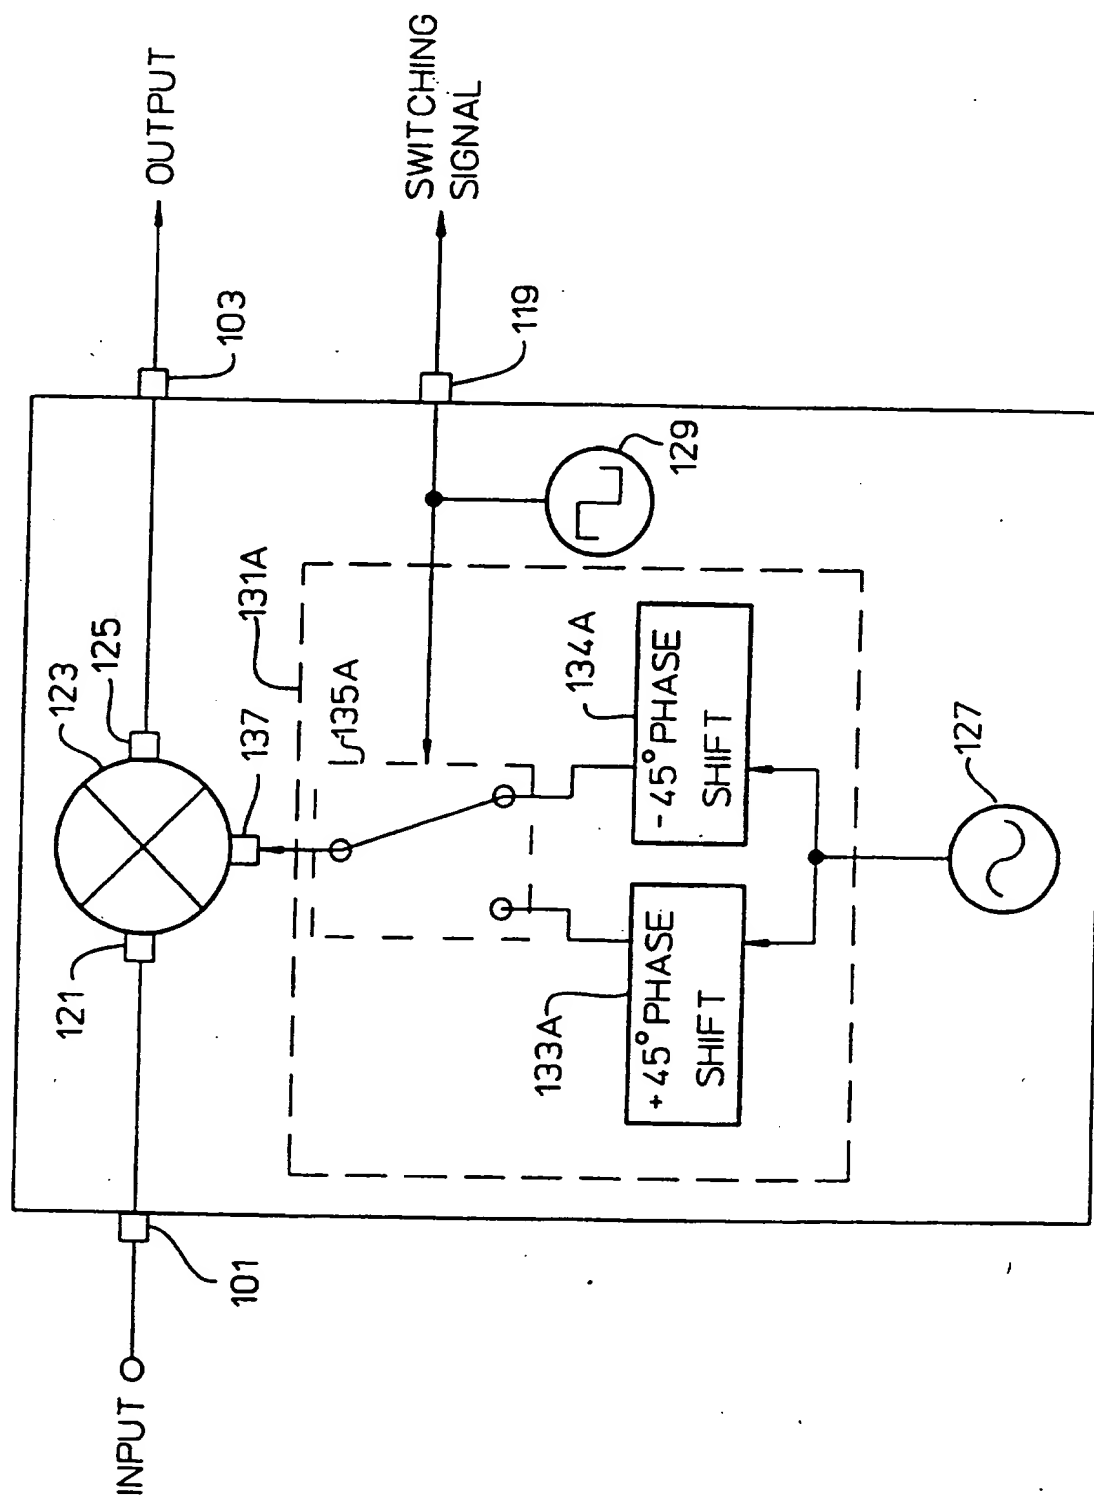 INPUT
101
121
123
125
137
103
OUTPUT
131A
135A
119
SWITCHING
SIGNAL
129
133A
+45° PHASE
SHIFT
134A
-45° PHASE
SHIFT
127